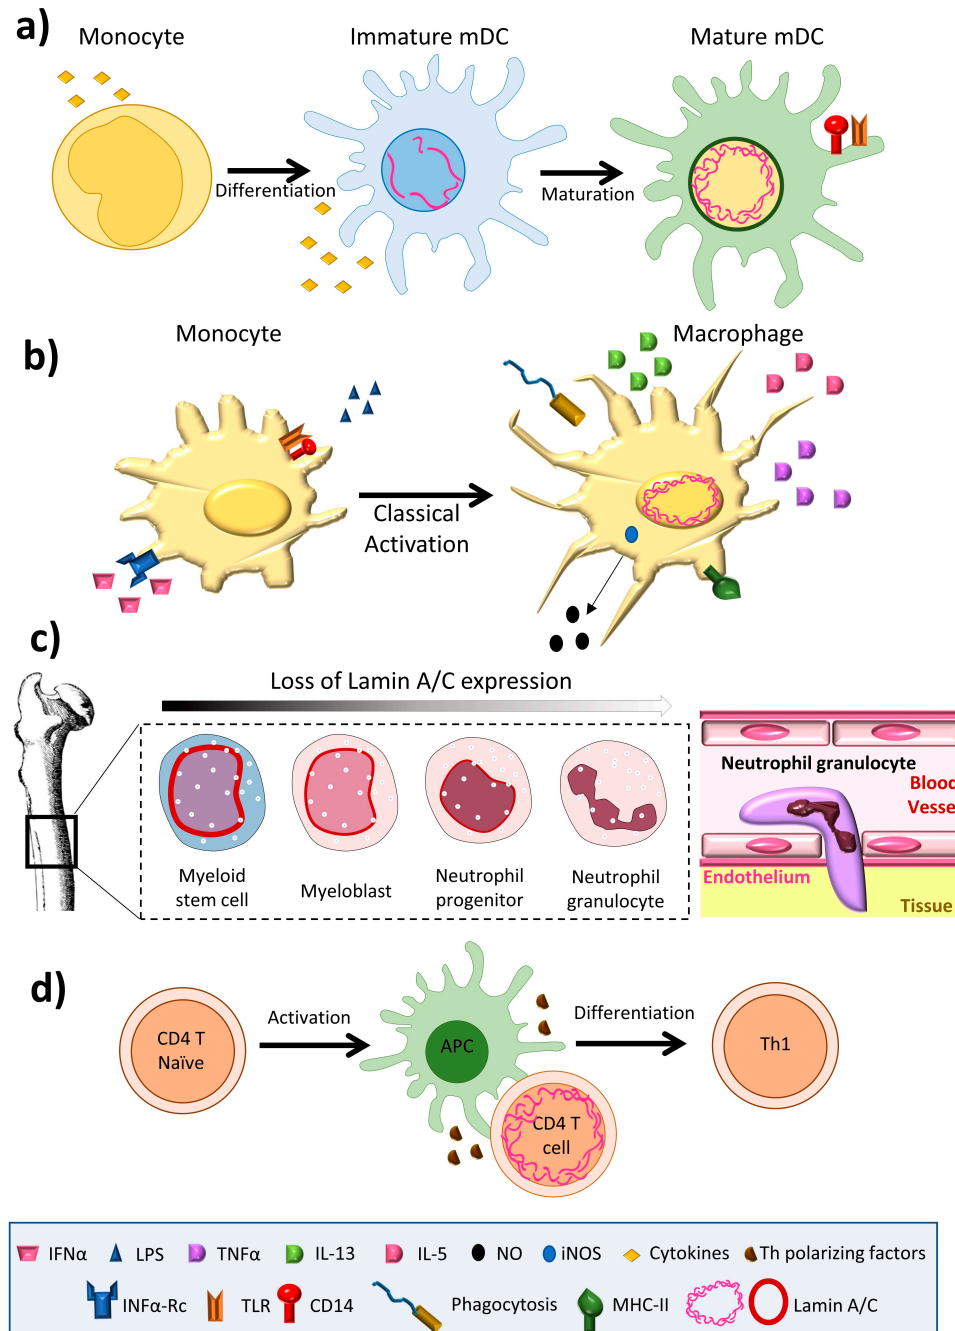 a)
Monocyte
Immature mDC
Mature mDC
Differentiation
Maturation
b)
Monocyte
Macrophage
Classical
Activation
c)
Loss of Lamin A/C expression
Myeloid
stem cell
Myeloblast
Neutrophil
progenitor
Neutrophil
granulocyte
Neutrophil granulocyte
Blood
Vessel
Endothelium
Tissue
d)
CD4 T
Naïve
Activation
APC
CD4 T
cell
Differentiation
Th1
IFNα LPS TNFα IL-13 IL-5 NO iNOS Cytokines Th polarizing factors
INFα-Rc TLR CD14 Phagocytosis MHC-II Lamin A/C